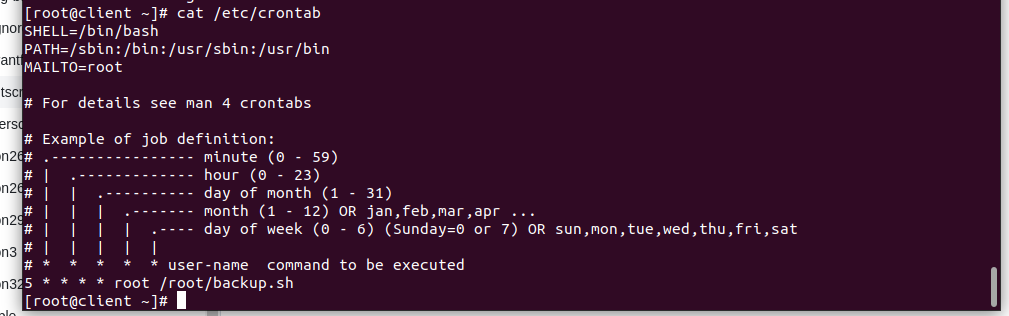 [root@client ~]# cat /etc/crontab
SHELL=/bin/bash
PATH=/sbin:/bin:/usr/sbin:/usr/bin
MAILTO=root

# For details see man 4 crontabs

# Example of job definition:
# .---------------- minute (0 - 59)
# |  .------------- hour (0 - 23)
# |  |  .---------- day of month (1 - 31)
# |  |  |  .------- month (1 - 12) OR jan,feb,mar,apr ...
# |  |  |  |  .---- day of week (0 - 6) (Sunday=0 or 7) OR sun,mon,tue,wed,thu,fri,sat
# |  |  |  |  |
# *  *  *  *  * user-name  command to be executed
5 * * * * root /root/backup.sh
[root@client ~]#